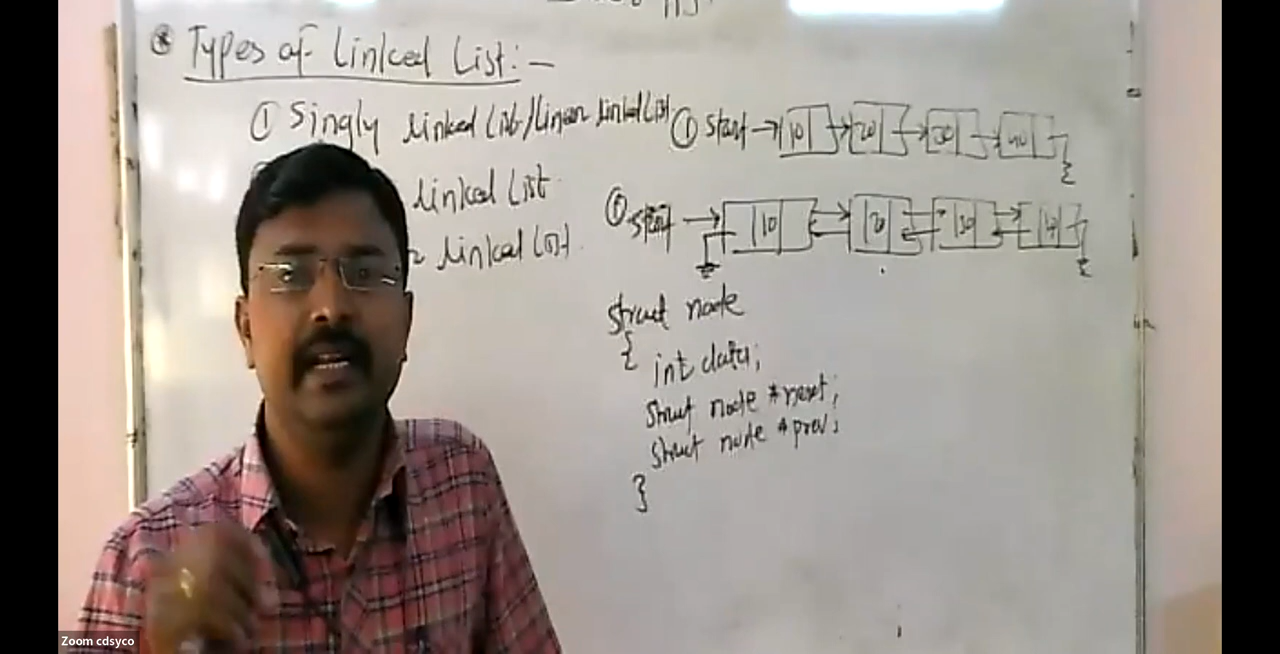 * Types of Linked List:-
① Singly Linked List/Linear Linked List
linked list
linked list
① Start → 10 20 30 40
② Start → 10 20 30 40
struct node
{
int data;
struct node *next;
struct node *prev;
}
Zoom cdsyco